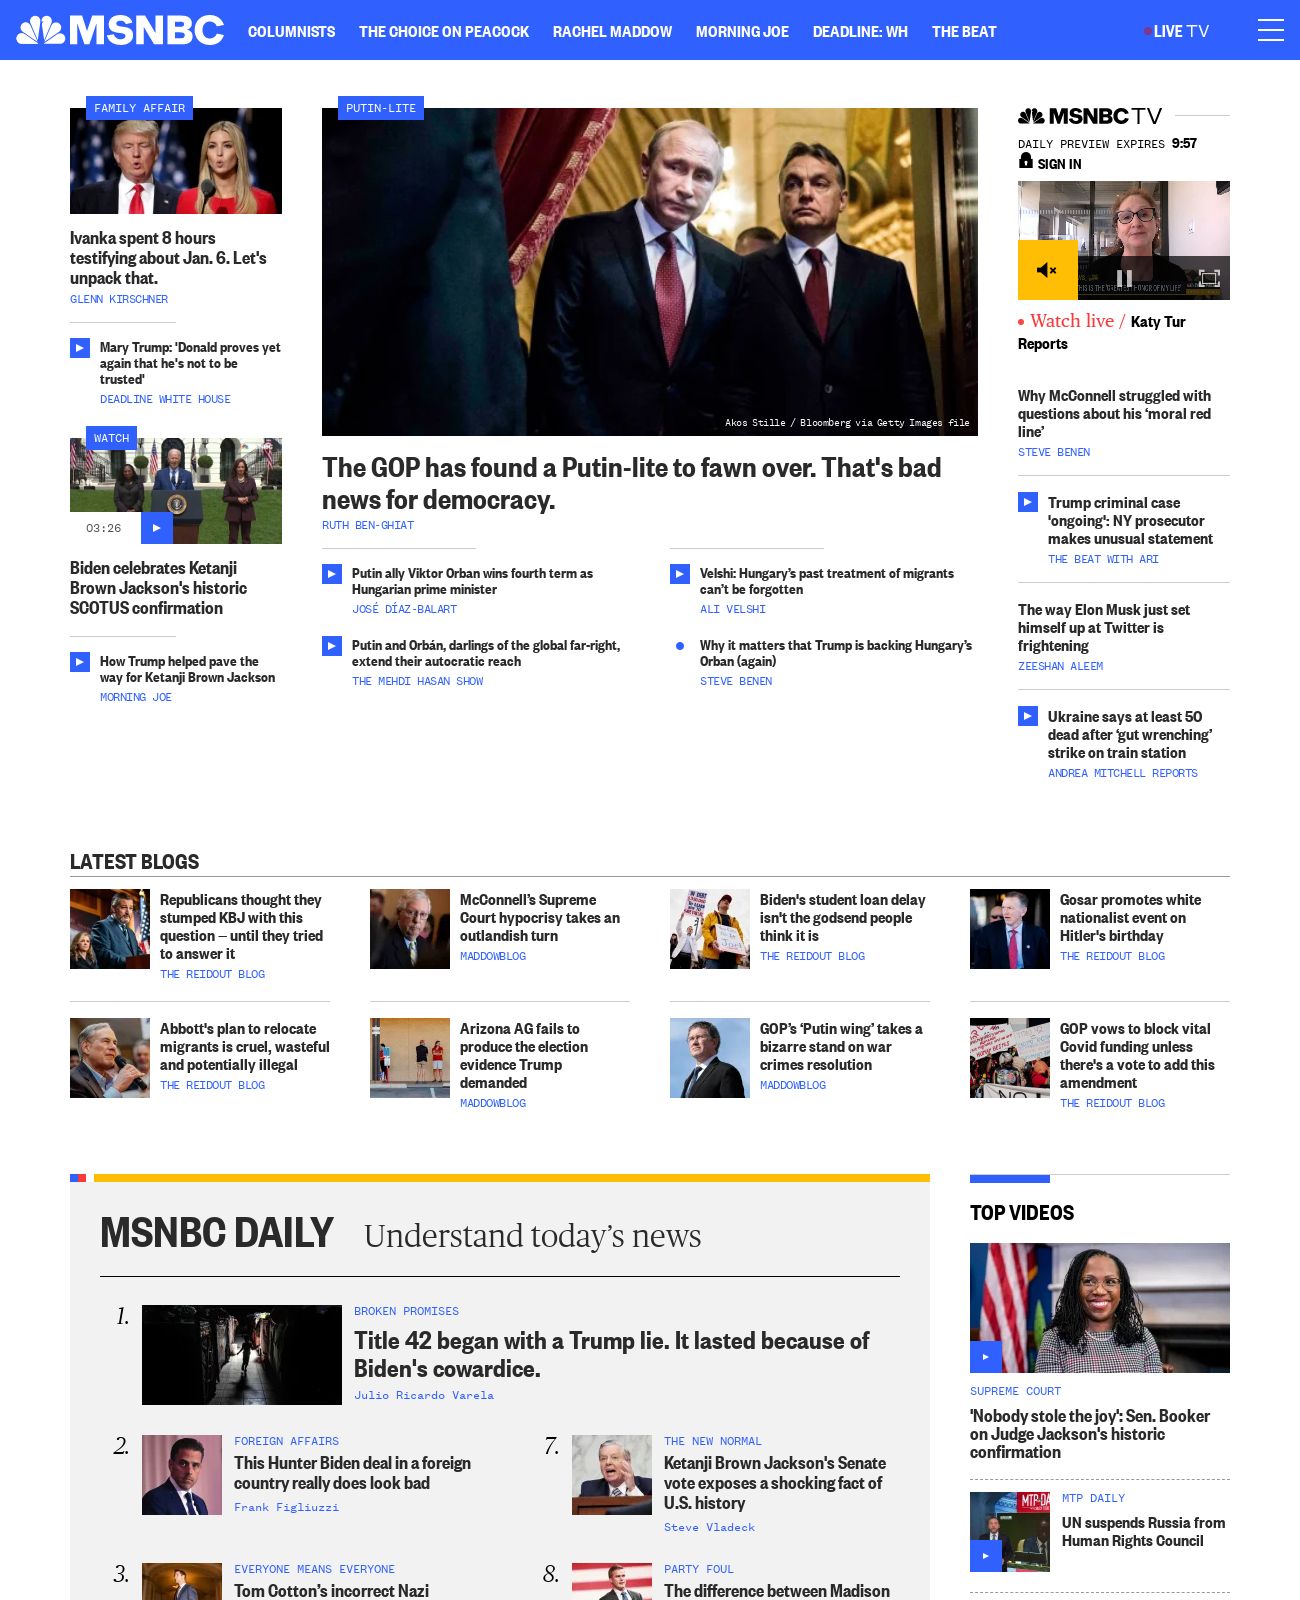 MSNBC
COLUMNISTS
THE CHOICE ON PEACOCK
RACHEL MADDOW
MORNING JOE
DEADLINE: WH
THE BEAT
LIVE TV
FAMILY AFFAIR
Ivanka spent 8 hours
testifying about Jan. 6. Let's
unpack that.
GLENN KIRSCHNER
Mary Trump: 'Donald proves yet
again that he's not to be
trusted'
DEADLINE WHITE HOUSE
WATCH
03:26
Biden celebrates Ketanji
Brown Jackson's historic
SCOTUS confirmation
How Trump helped pave the
way for Ketanji Brown Jackson
MORNING JOE
PUTIN-LITE
Akos Stille / Bloomberg via Getty Images file
The GOP has found a Putin-lite to fawn over. That's bad
news for democracy.
RUTH BEN-GHIAT
Putin ally Viktor Orban wins fourth term as
Hungarian prime minister
JOSÉ DÍAZ-BALART
Velshi: Hungary’s past treatment of migrants
can’t be forgotten
ALI VELSHI
Putin and Orbán, darlings of the global far-right,
extend their autocratic reach
THE MEHDI HASAN SHOW
Why it matters that Trump is backing Hungary’s
Orban (again)
STEVE BENEN
MSNBC TV
DAILY PREVIEW EXPIRES 9:57
SIGN IN
THIS IS THE 'GREATEST HONOR OF MY LIFE'
Watch live / Katy Tur
Reports
Why McConnell struggled with
questions about his ‘moral red
line’
STEVE BENEN
Trump criminal case
'ongoing': NY prosecutor
makes unusual statement
THE BEAT WITH ARI
The way Elon Musk just set
himself up at Twitter is
frightening
ZEESHAN ALEEM
Ukraine says at least 50
dead after ‘gut wrenching’
strike on train station
ANDREA MITCHELL REPORTS
LATEST BLOGS
Republicans thought they
stumped KBJ with this
question — until they tried
to answer it
THE REIDOUT BLOG
McConnell’s Supreme
Court hypocrisy takes an
outlandish turn
MADDOWBLOG
Biden's student loan delay
isn't the godsend people
think it is
THE REIDOUT BLOG
Gosar promotes white
nationalist event on
Hitler's birthday
THE REIDOUT BLOG
Abbott's plan to relocate
migrants is cruel, wasteful
and potentially illegal
THE REIDOUT BLOG
Arizona AG fails to
produce the election
evidence Trump
demanded
MADDOWBLOG
GOP’s ‘Putin wing’ takes a
bizarre stand on war
crimes resolution
MADDOWBLOG
GOP vows to block vital
Covid funding unless
there's a vote to add this
amendment
THE REIDOUT BLOG
MSNBC DAILY
Understand today’s news
1.
BROKEN PROMISES
Title 42 began with a Trump lie. It lasted because of
Biden's cowardice.
Julio Ricardo Varela
2.
FOREIGN AFFAIRS
This Hunter Biden deal in a foreign
country really does look bad
Frank Figliuzzi
7.
THE NEW NORMAL
Ketanji Brown Jackson's Senate
vote exposes a shocking fact of
U.S. history
Steve Vladeck
3.
EVERYONE MEANS EVERYONE
Tom Cotton’s incorrect Nazi
8.
PARTY FOUL
The difference between Madison
TOP VIDEOS
SUPREME COURT
'Nobody stole the joy': Sen. Booker
on Judge Jackson's historic
confirmation
MTP DAILY
UN suspends Russia from
Human Rights Council